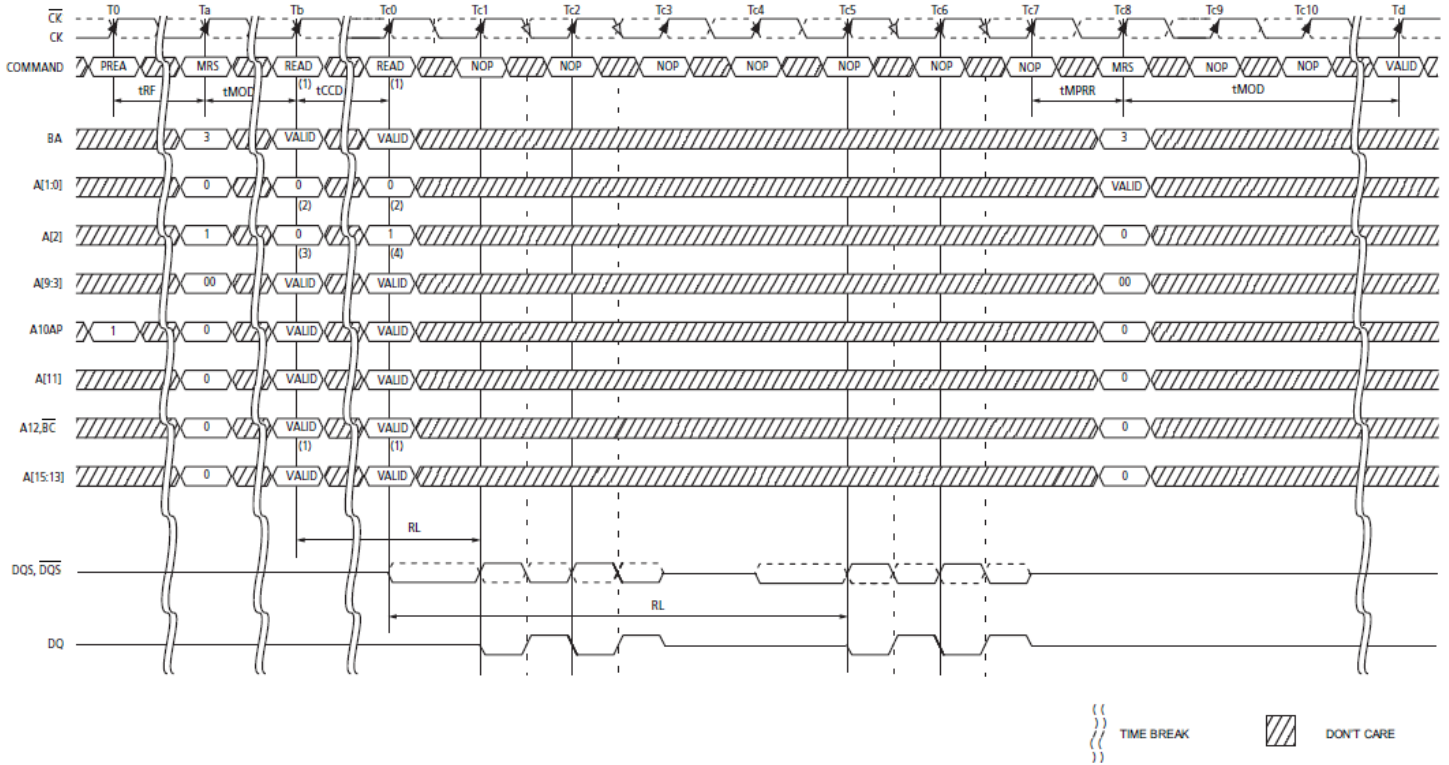 T0 Ta Tb Tc0 Tc1 Tc2 Tc3 Tc4 Tc5 Tc6 Tc7 Tc8 Tc9 Tc10 Td
CK
CK
COMMAND PREA MRS READ READ NOP NOP NOP NOP NOP NOP NOP MRS NOP NOP VALID
(1) (1)
tRF tMOD tCCD tMPRR tMOD
BA 3 VALID VALID 3
A[1:0] 0 0 0 VALID
(2) (2)
A[2] 1 0 1 0
(3) (4)
A[9:3] 00 VALID VALID 00
A10AP 1 0 VALID VALID 0
A[11] 0 VALID VALID 0
A12,BC 0 VALID VALID 0
(1) (1)
A[15:13] 0 VALID VALID 0
RL
DQS, DQS
RL
DQ
TIME BREAK DON'T CARE